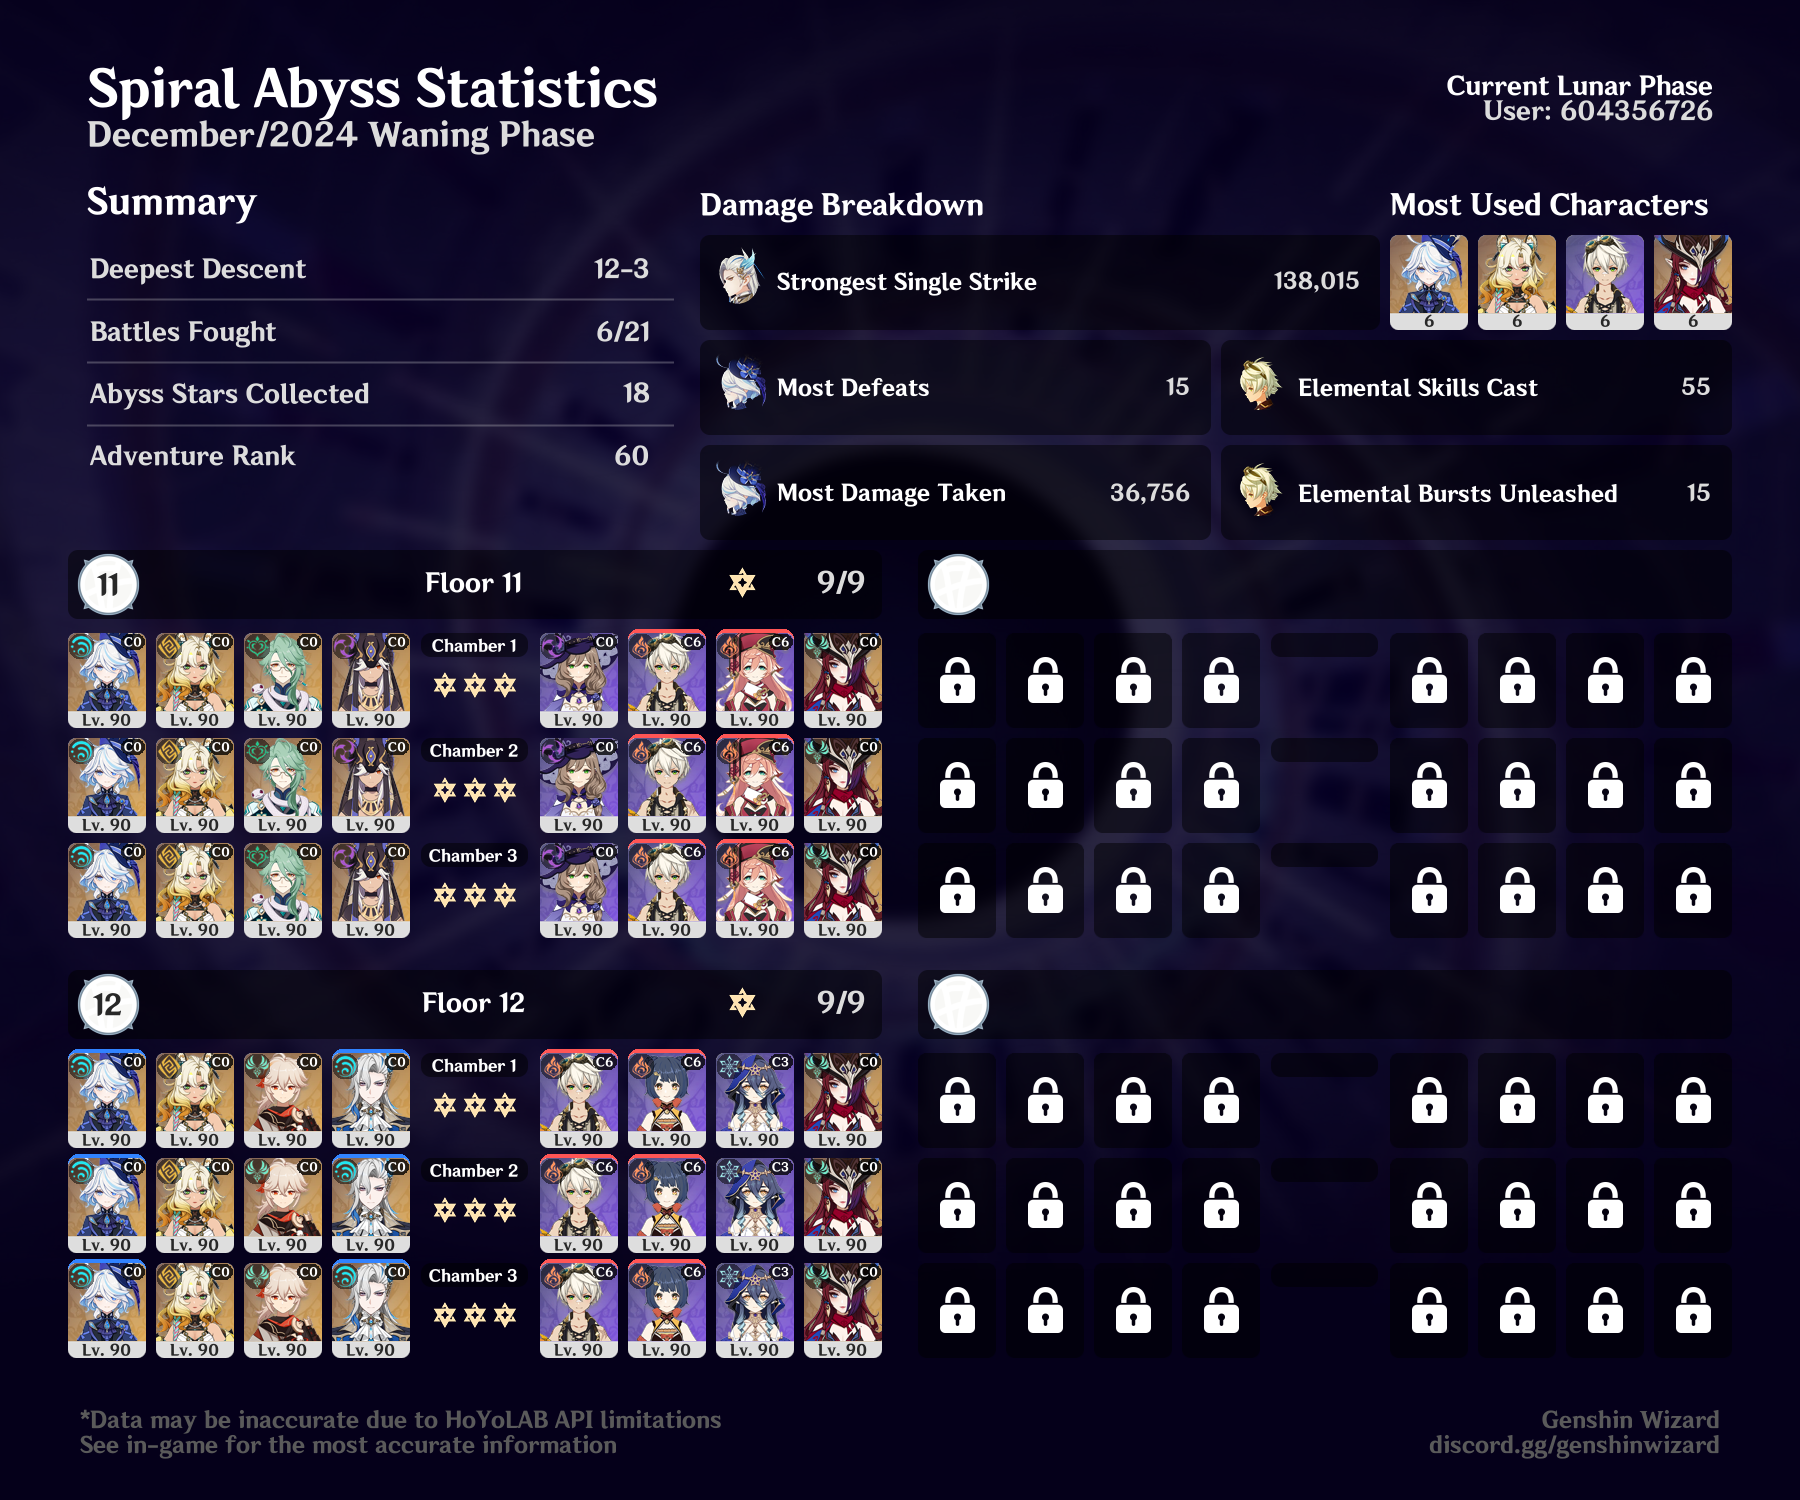 Spiral Abyss Statistics
December/2024 Waning Phase
Current Lunar Phase
User: 604356726
Summary
Deepest Descent 12-3
Battles Fought 6/21
Abyss Stars Collected 18
Adventure Rank 60
Damage Breakdown
Strongest Single Strike 138,015
Most Defeats 15
Elemental Skills Cast 55
Most Damage Taken 36,756
Elemental Bursts Unleashed 15
Most Used Characters
6 6 6 6
11 Floor 11 9/9
C0 C0 C0 C0 Chamber 1 C0 C6 C6 C0
Lv. 90 Lv. 90 Lv. 90 Lv. 90 Lv. 90 Lv. 90 Lv. 90 Lv. 90
C0 C0 C0 C0 Chamber 2 C0 C6 C6 C0
Lv. 90 Lv. 90 Lv. 90 Lv. 90 Lv. 90 Lv. 90 Lv. 90 Lv. 90
C0 C0 C0 C0 Chamber 3 C0 C6 C6 C0
Lv. 90 Lv. 90 Lv. 90 Lv. 90 Lv. 90 Lv. 90 Lv. 90 Lv. 90
12 Floor 12 9/9
C0 C0 C0 C0 Chamber 1 C6 C6 C3 C0
Lv. 90 Lv. 90 Lv. 90 Lv. 90 Lv. 90 Lv. 90 Lv. 90 Lv. 90
C0 C0 C0 C0 Chamber 2 C6 C6 C3 C0
Lv. 90 Lv. 90 Lv. 90 Lv. 90 Lv. 90 Lv. 90 Lv. 90 Lv. 90
C0 C0 C0 C0 Chamber 3 C6 C6 C3 C0
Lv. 90 Lv. 90 Lv. 90 Lv. 90 Lv. 90 Lv. 90 Lv. 90 Lv. 90
*Data may be inaccurate due to HoYoLAB API limitations
See in-game for the most accurate information
Genshin Wizard
discord.gg/genshinwizard